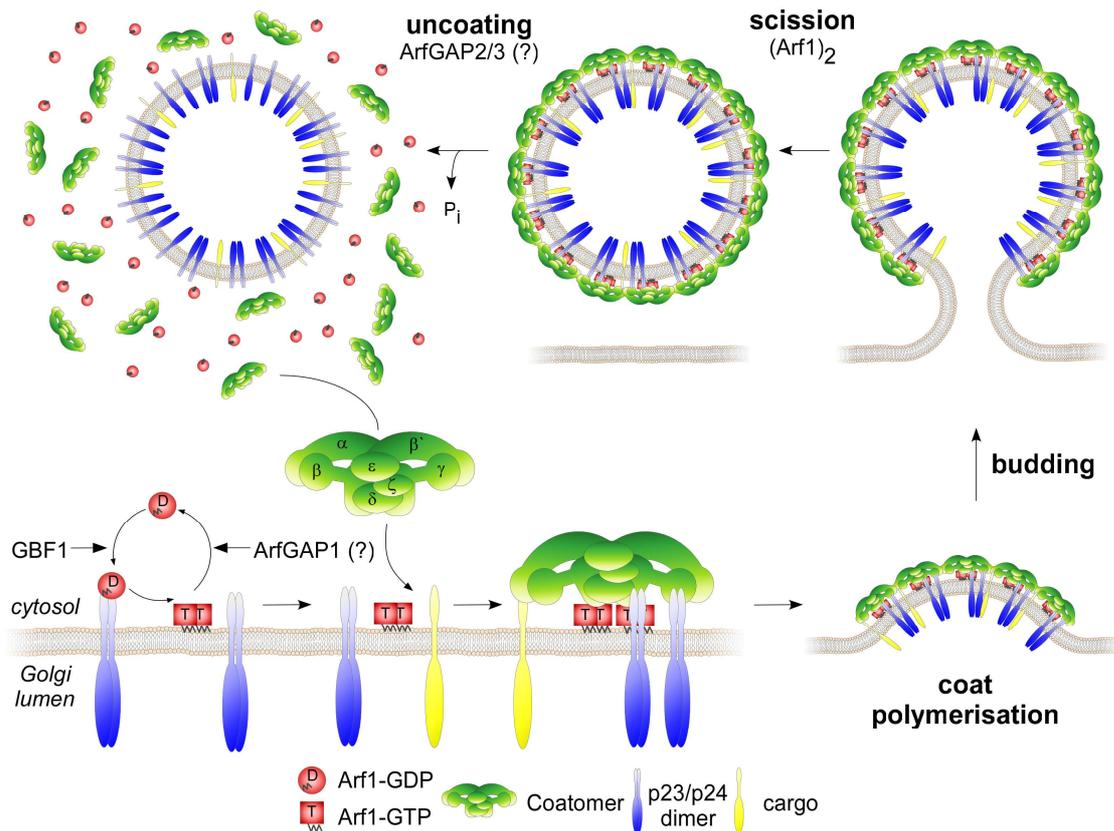 uncoating
ArfGAP2/3 (?)
scission
(Arf1)2
Pi
α
β`
β
ε
γ
ζ
δ
budding
D
GBF1
ArfGAP1 (?)
D
cytosol
T T
T T
T
Golgi
lumen
coat
polymerisation
D Arf1-GDP
T Arf1-GTP
Coatomer
p23/p24
dimer
cargo